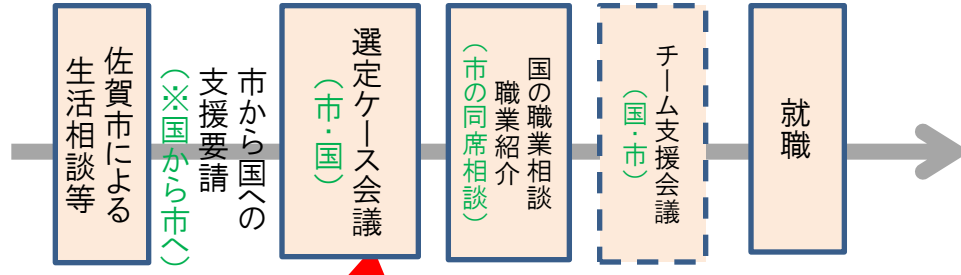 佐賀市による
生活相談等
市から国への
支援要請
（※国から市へ）
選定ケース会議
（市・国）
国の職業相談
職業紹介
（市の同席相談）
チーム支援会議
（国・市）
就職